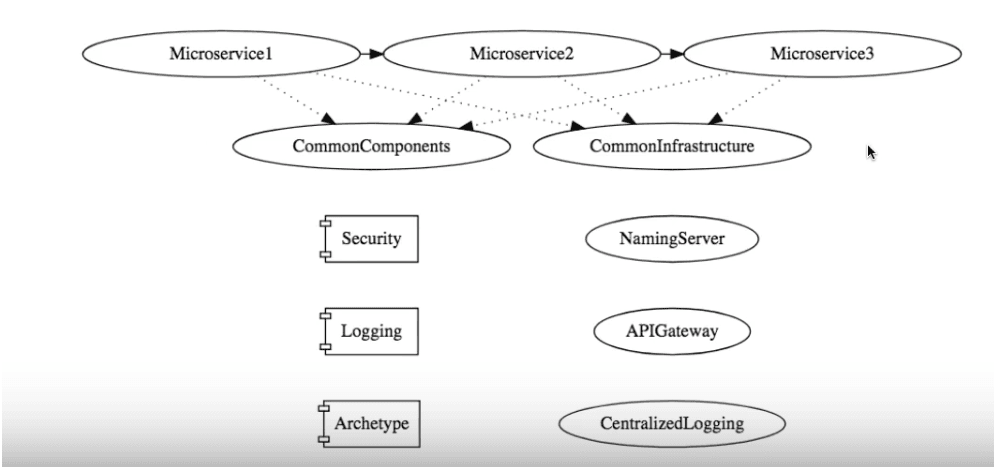 Microservice1 Microservice2 Microservice3
CommonComponents CommonInfrastructure
Security NamingServer
Logging APIGateway
Archetype CentralizedLogging